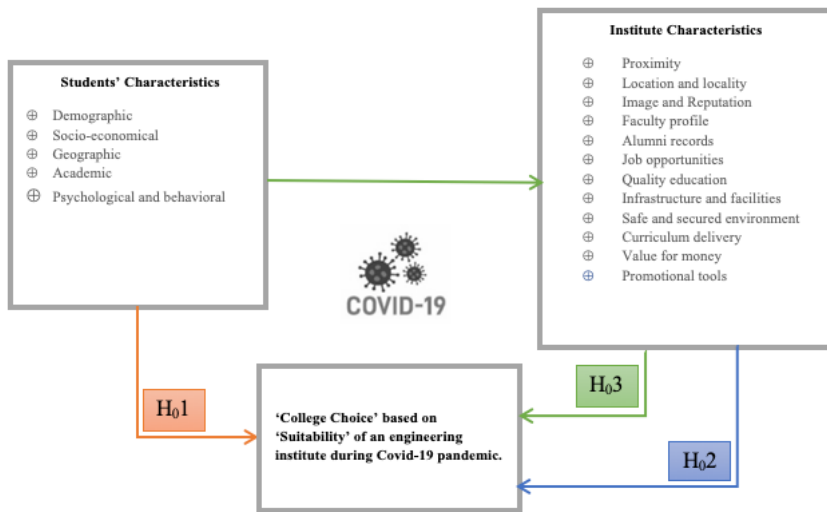 Students' Characteristics
⊕ Demographic
⊕ Socio-economical
⊕ Geographic
⊕ Academic
⊕ Psychological and behavioral
Institute Characteristics
⊕ Proximity
⊕ Location and locality
⊕ Image and Reputation
⊕ Faculty profile
⊕ Alumni records
⊕ Job opportunities
⊕ Quality education
⊕ Infrastructure and facilities
⊕ Safe and secured environment
⊕ Curriculum delivery
⊕ Value for money
⊕ Promotional tools
COVID-19
H₀1
H₀3
H₀2
‘College Choice’ based on
‘Suitability’ of an engineering
institute during Covid-19 pandemic.